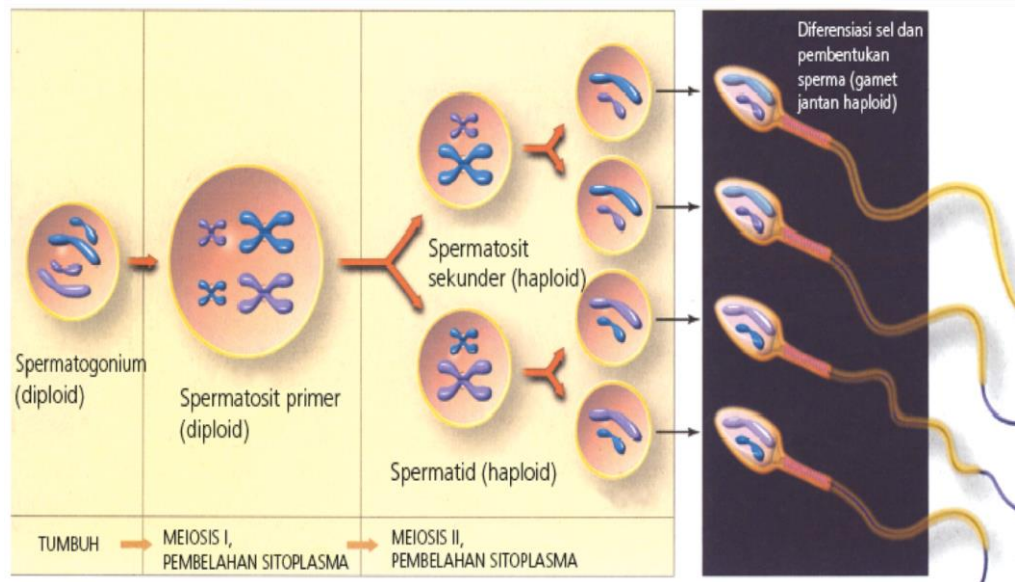 Spermatogonium
(diploid)
Spermatosit primer
(diploid)
Spermatosit
sekunder (haploid)
Spermatid (haploid)
Diferensiasi sel dan
pembentukan
sperma (gamet
jantan haploid)
TUMBUH
MEIOSIS I,
PEMBELAHAN SITOPLASMA
MEIOSIS II,
PEMBELAHAN SITOPLASMA